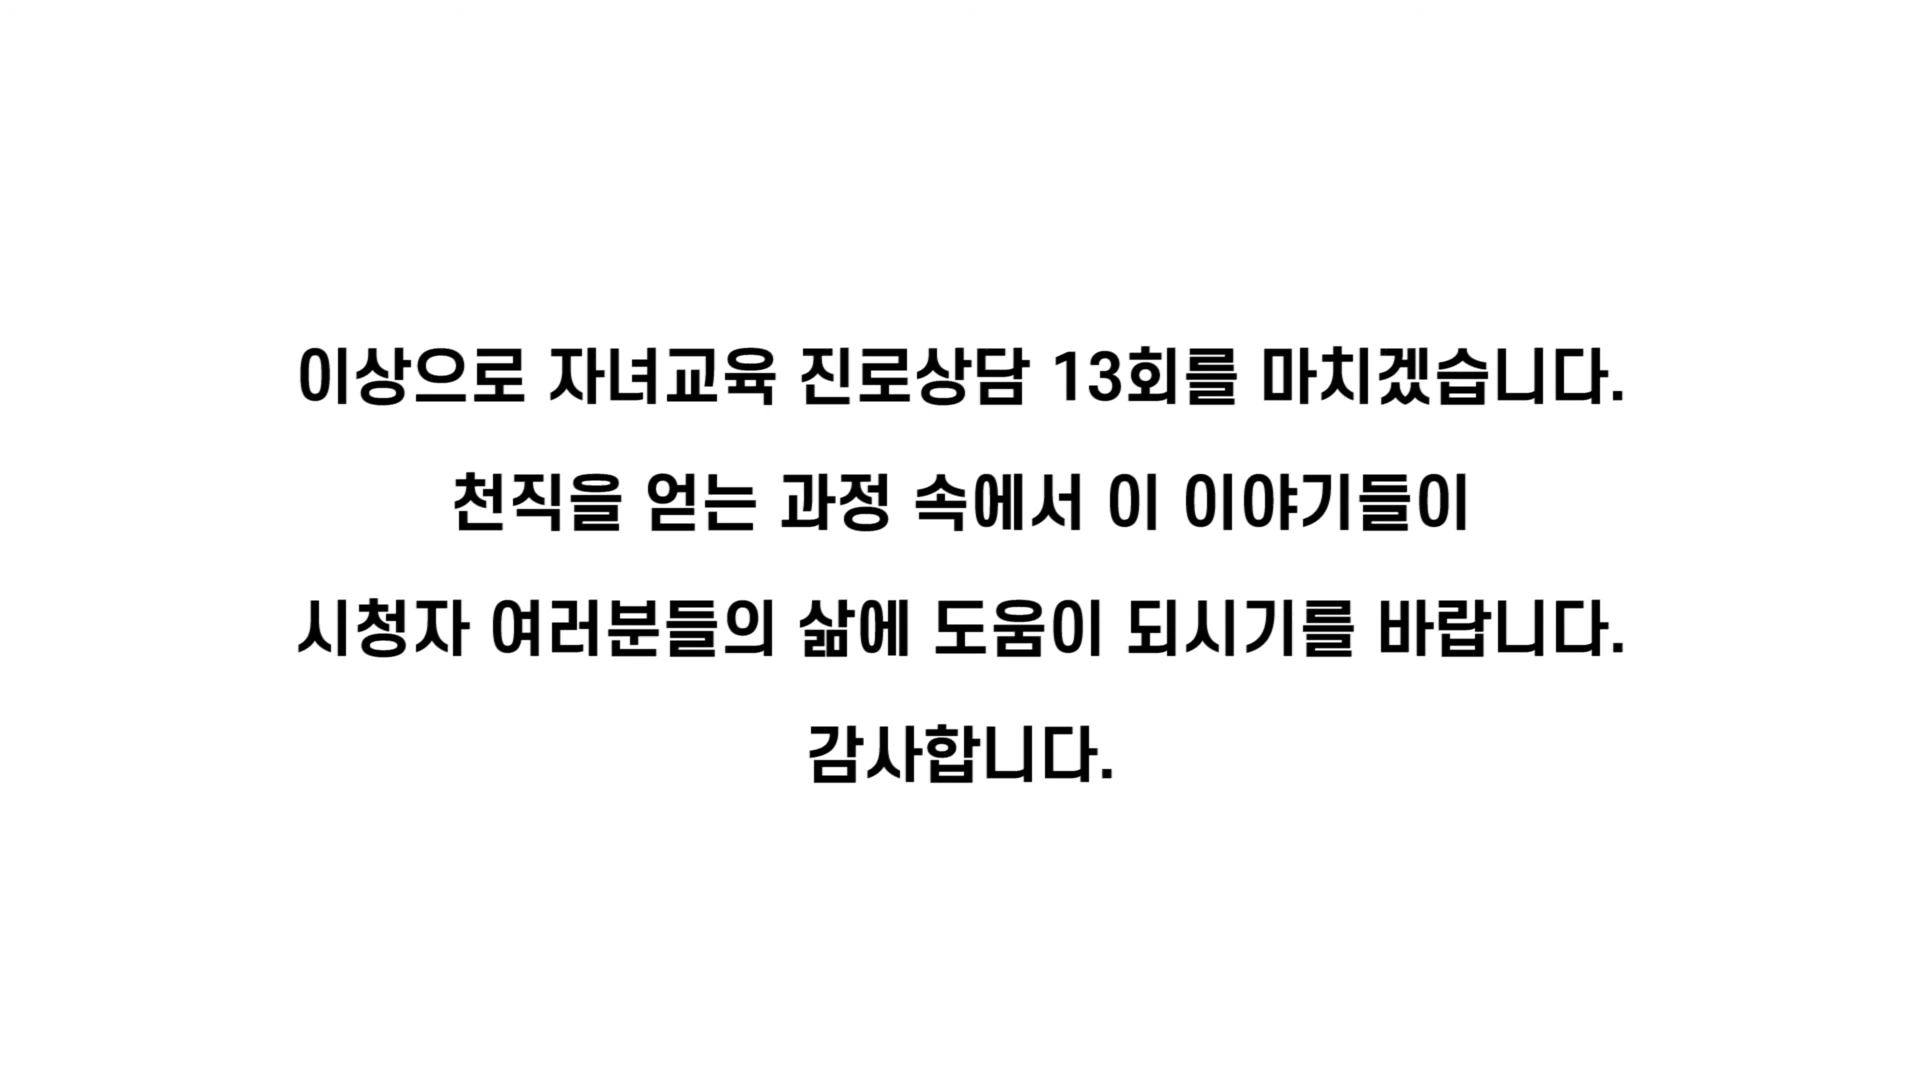 이상으로 자녀교육 진로상담 13회를 마치겠습니다.
천직을 얻는 과정 속에서 이 이야기들이
시청자 여러분들의 삶에 도움이 되시기를 바랍니다.
감사합니다.